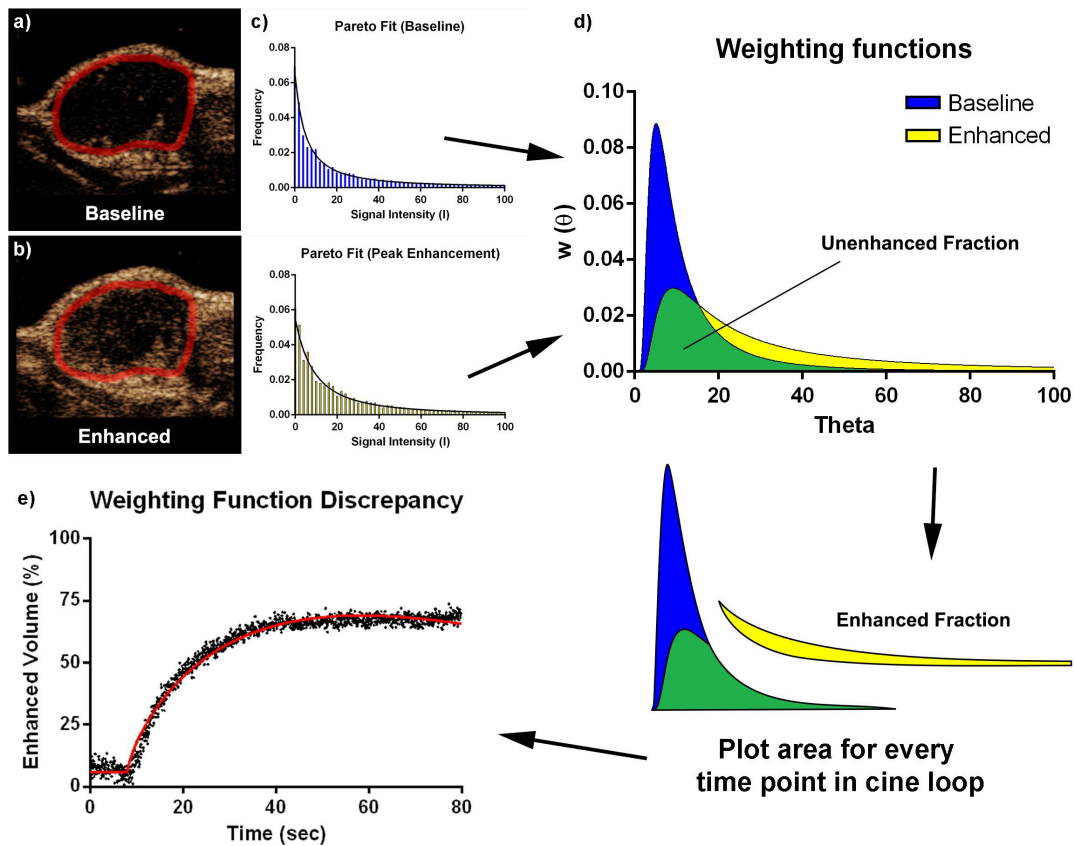 a)
Baseline
b)
Enhanced
c)
Pareto Fit (Baseline)
0.08
0.06
0.04
0.02
0.00
Frequency
0 20 40 60 80 100
Signal Intensity (I)
Pareto Fit (Peak Enhancement)
0.08
0.06
0.04
0.02
0.00
Frequency
0 20 40 60 80 100
Signal Intensity (I)
d)
Weighting functions
Baseline
Enhanced
0.10
0.08
0.06
0.04
0.02
0.00
w (θ)
Unenhanced Fraction
0 20 40 60 80 100
Theta
Enhanced Fraction
Plot area for every
time point in cine loop
e)
Weighting Function Discrepancy
100
75
50
25
0
Enhanced Volume (%)
0 20 40 60 80
Time (sec)